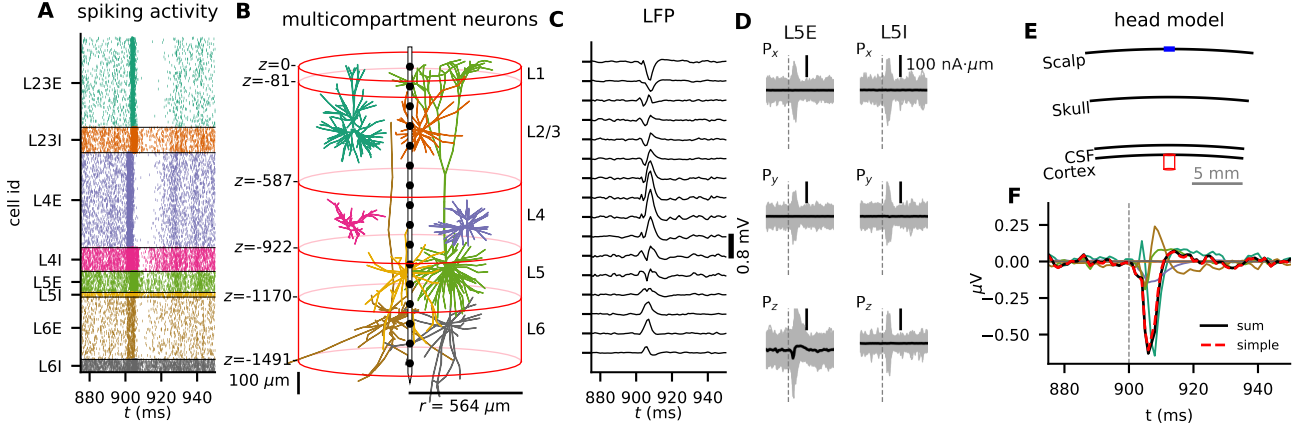 A
spiking activity
L23E
L23I
L4E
L4I
L5E
L5I
L6E
L6I
cell id
880 900 920 940
t (ms)
B
multicompartment neurons
z=0
z=-81
z=-587
z=-922
z=-1170
z=-1491
L1
L2/3
L4
L5
L6
100 μm
r = 564 μm
C
LFP
0.8 mV
880 900 920 940
t (ms)
D
L5E
L5I
Px
Px
100 nA·μm
Py
Py
Pz
Pz
E
head model
Scalp
Skull
CSF
Cortex
5 mm
F
0.25
0.00
−0.25
−0.50
μV
sum
simple
880 900 920 940
t (ms)